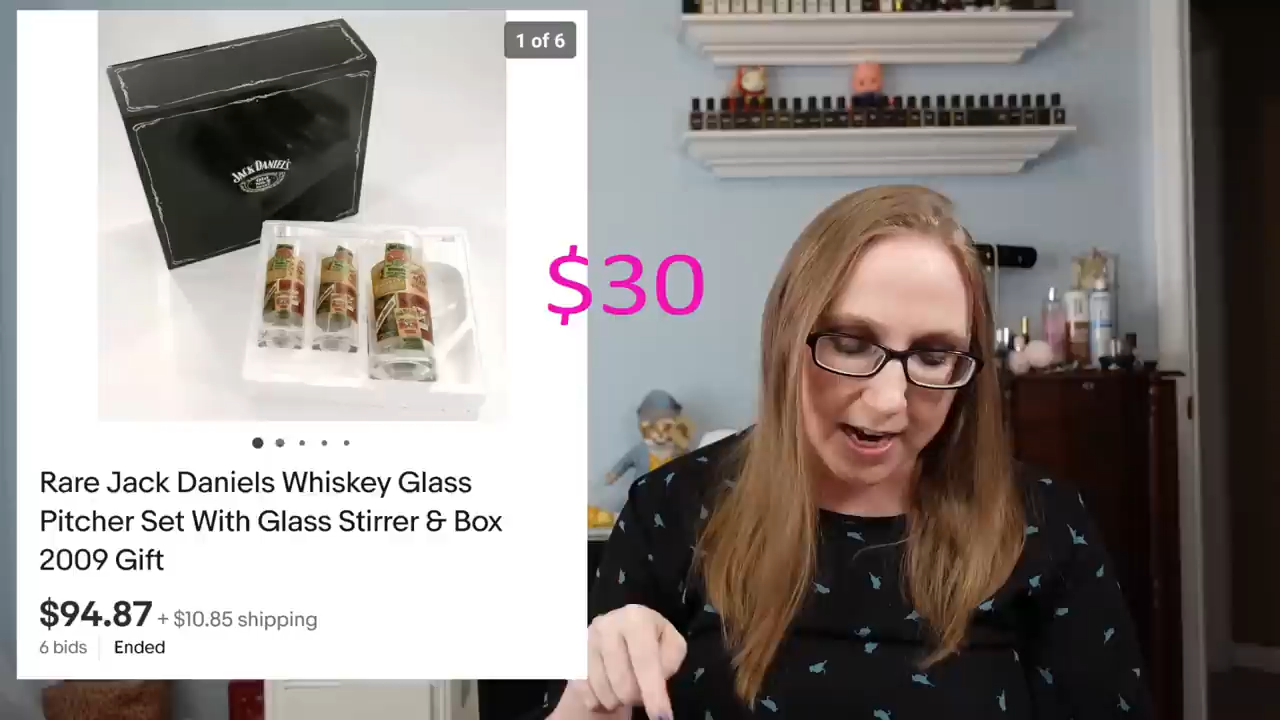 1 of 6
JACK DANIEL'S
$30
Rare Jack Daniels Whiskey Glass
Pitcher Set With Glass Stirrer & Box
2009 Gift
$94.87 + $10.85 shipping
6 bids Ended